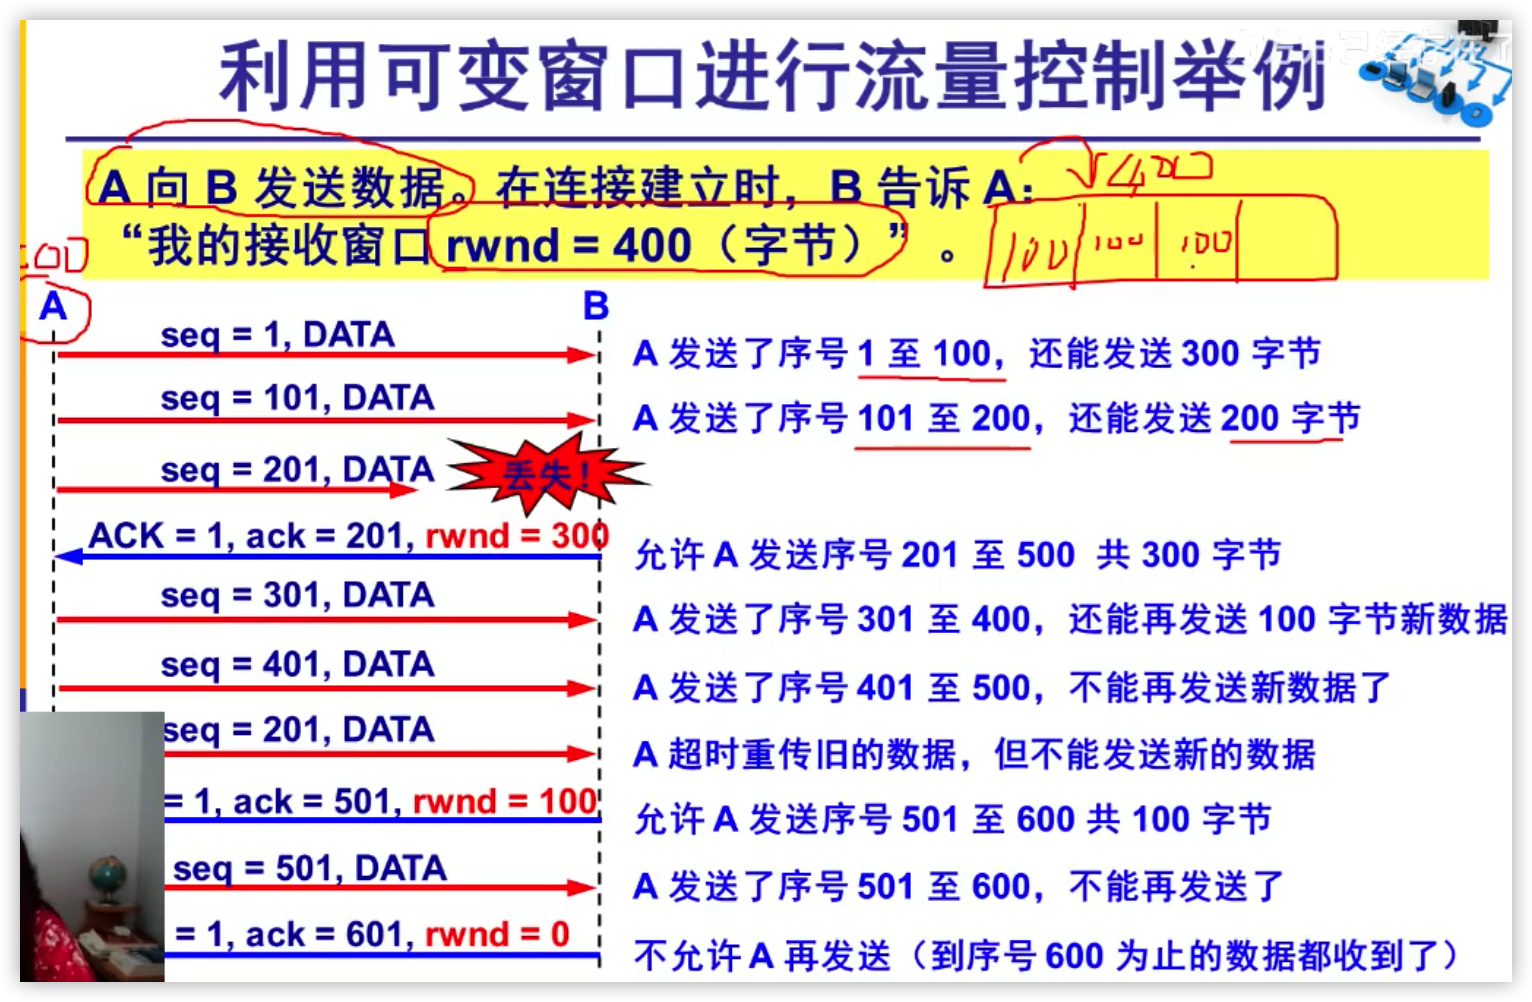 利用可变窗口进行流量控制举例
A 向 B 发送数据。在连接建立时，B 告诉 A：
400
“我的接收窗口 rwnd = 400（字节）”。
100 100 100
A B
seq = 1, DATA A 发送了序号 1 至 100，还能发送 300 字节
seq = 101, DATA A 发送了序号 101 至 200，还能发送 200 字节
seq = 201, DATA 丢失！
ACK = 1, ack = 201, rwnd = 300 允许 A 发送序号 201 至 500 共 300 字节
seq = 301, DATA A 发送了序号 301 至 400，还能再发送 100 字节新数据
seq = 401, DATA A 发送了序号 401 至 500，不能再发送新数据了
seq = 201, DATA A 超时重传旧的数据，但不能发送新的数据
= 1, ack = 501, rwnd = 100 允许 A 发送序号 501 至 600 共 100 字节
seq = 501, DATA A 发送了序号 501 至 600，不能再发送了
= 1, ack = 601, rwnd = 0 不允许 A 再发送（到序号 600 为止的数据都收到了）